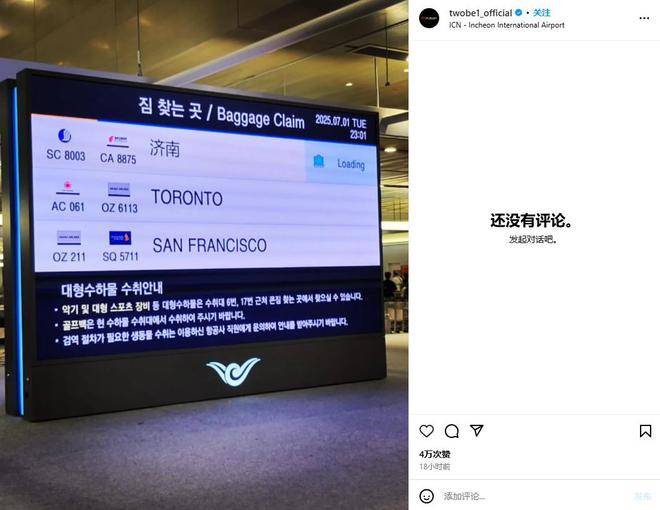 짐 찾는 곳 / Baggage Claim
2025.07.01 TUE
23:01
SC 8003
CA 8875
济南
Loading
AC 061
OZ 6113
TORONTO
OZ 211
SQ 5711
SAN FRANCISCO
대형수하물 수취안내
• 악기 및 대형 스포츠 장비 등 대형수하물은 수취대 6번, 17번 근처 큰짐 찾는 곳에서 찾으실 수 있습니다.
• 골프백은 현 수하물 수취대에서 수취하여 주시기 바랍니다.
• 검역 절차가 필요한 생동물 수취는 이용하신 항공사 직원에게 문의하여 안내를 받아주시기 바랍니다.
twobe1_official • 关注
ICN - Incheon International Airport
还没有评论。
发起对话吧。
4万次赞
18小时前
添加评论...
发布